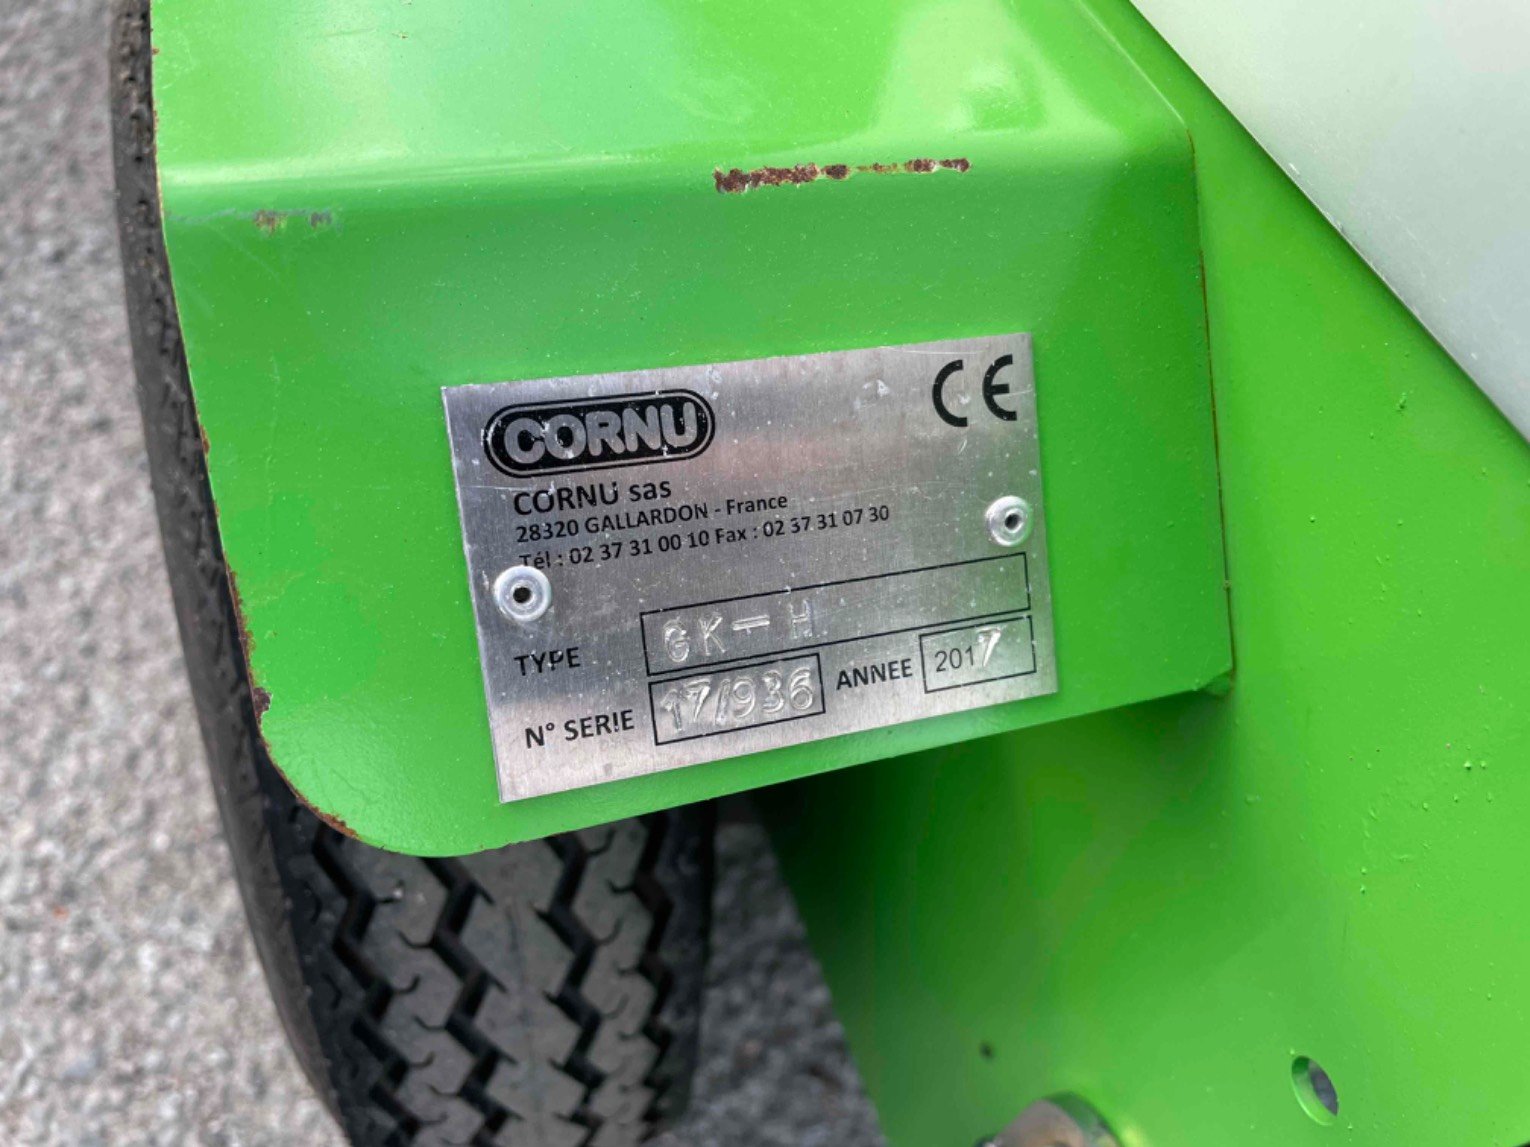 CORNU
CE
CORNU sas
28320 GALLARDON - France
Tél : 02 37 31 00 10 Fax : 02 37 31 07 30
TYPE GK-H
N° SERIE 17/936 ANNEE 2017